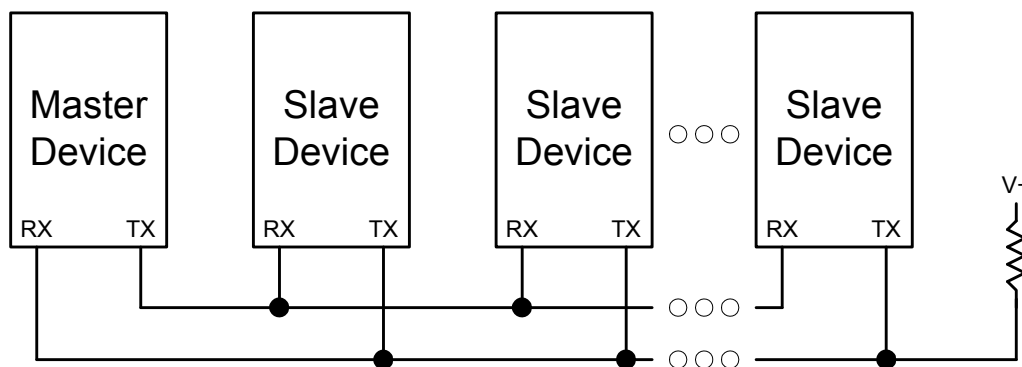 Master
Device
Slave
Device
Slave
Device
Slave
Device
V+
RX TX RX TX RX TX RX TX